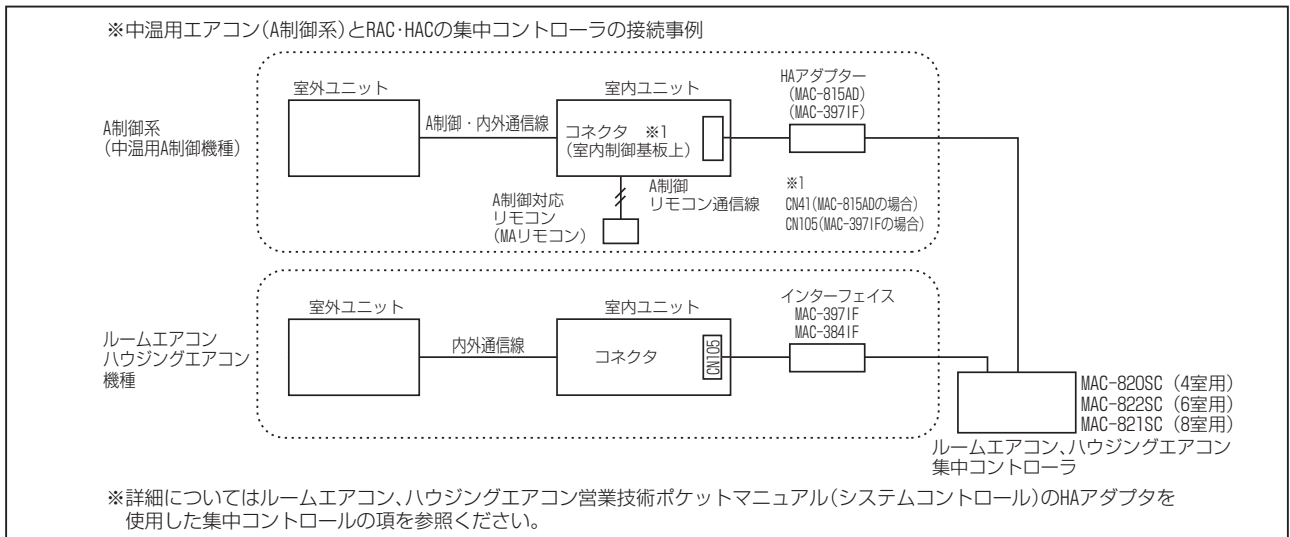 ※中温用エアコン(A制御系)とRAC・HACの集中コントローラの接続事例
A制御系
(中温用A制御機種)
室外ユニット
A制御・内外通信線
室内ユニット
コネクタ ※1
(室内制御基板上)
HAアダプター
(MAC-815AD)
(MAC-397IF)
A制御対応
リモコン
(MAリモコン)
A制御
リモコン通信線
※1
CN41(MAC-815ADの場合)
CN105(MAC-397IFの場合)
ルームエアコン
ハウジングエアコン
機種
室外ユニット
内外通信線
室内ユニット
コネクタ
CN105
インターフェイス
MAC-397IF
MAC-384IF
MAC-820SC (4室用)
MAC-822SC (6室用)
MAC-821SC (8室用)
ルームエアコン、ハウジングエアコン
集中コントローラ
※詳細についてはルームエアコン、ハウジングエアコン営業技術ポケットマニュアル(システムコントロール)のHAアダプタを
使用した集中コントロールの項を参照ください。